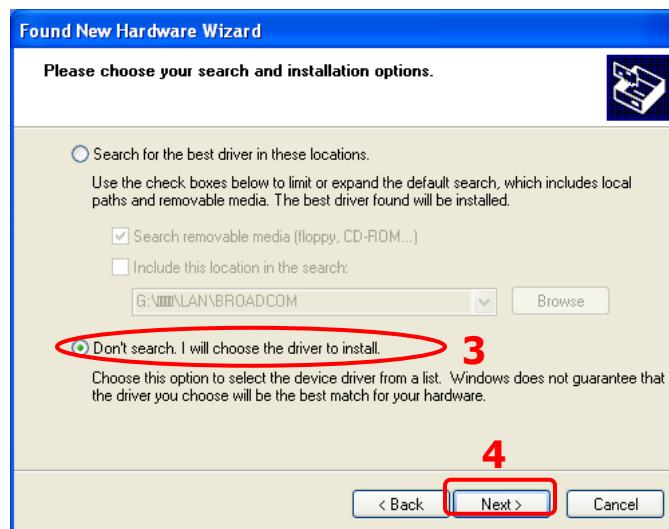 Found New Hardware Wizard
Please choose your search and installation options.
Search for the best driver in these locations.
Use the check boxes below to limit or expand the default search, which includes local
paths and removable media. The best driver found will be installed.
Search removable media (floppy, CD-ROM...)
Include this location in the search:
\LAN\BROADCOM
Browse
Don't search. I will choose the driver to install.
3
Choose this option to select the device driver from a list. Windows does not guarantee that
the driver you choose will be the best match for your hardware.
4
< Back
Next >
Cancel